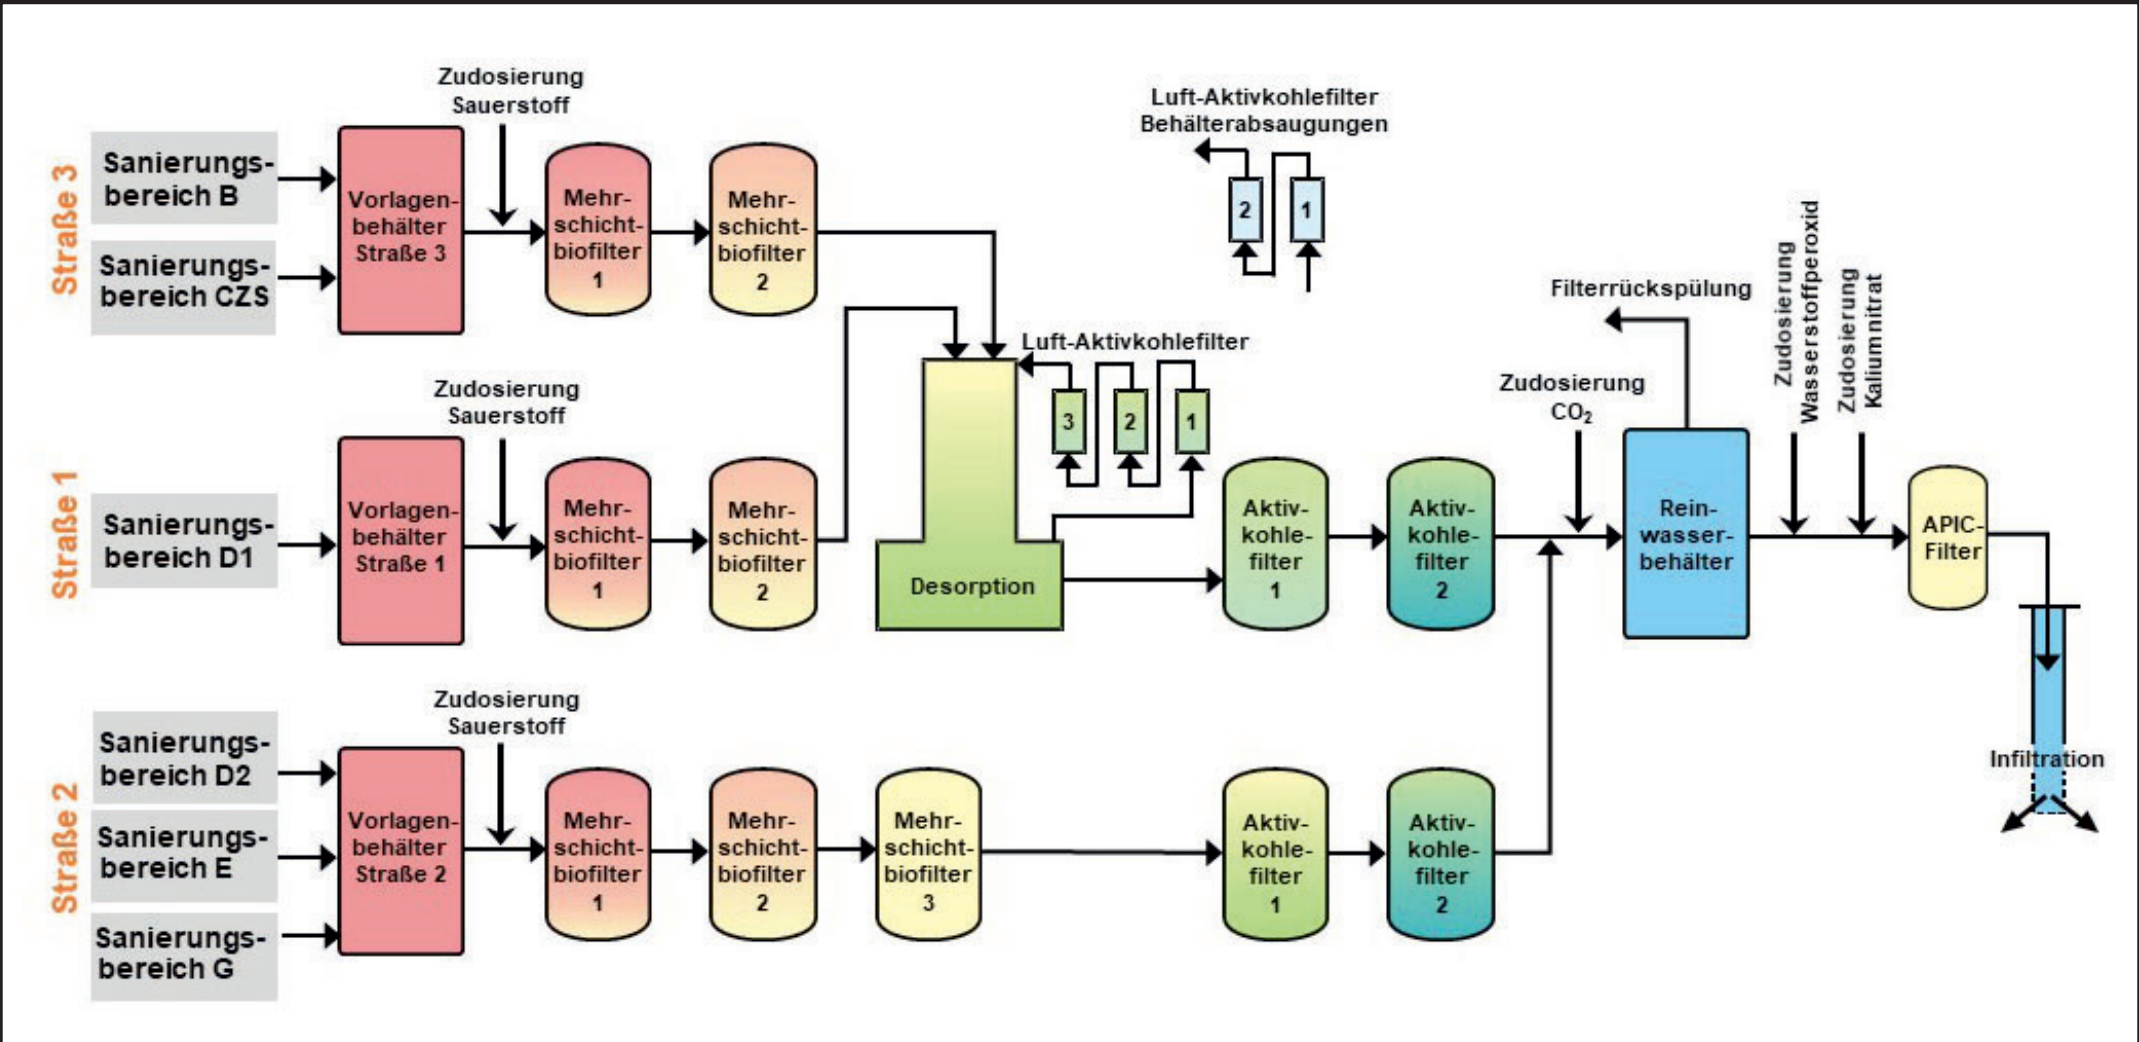 Straße 3
Sanierungs-
bereich B
Sanierungs-
bereich CZS
Vorlagen-
behälter
Straße 3
Zudosierung
Sauerstoff
Mehr-
schicht-
biofilter
1
Mehr-
schicht-
biofilter
2
Luft-Aktivkohlefilter
Behälterabsaugungen
2
1
Straße 1
Sanierungs-
bereich D1
Vorlagen-
behälter
Straße 1
Zudosierung
Sauerstoff
Mehr-
schicht-
biofilter
1
Mehr-
schicht-
biofilter
2
Desorption
Luft-Aktivkohlefilter
3
2
1
Aktiv-
kohle-
filter
1
Aktiv-
kohle-
filter
2
Zudosierung
CO₂
Filterrückspülung
Rein-
wasser-
behälter
Zudosierung
Wasserstoffperoxid
Zudosierung
Kaliumnitrat
APIC-
Filter
Infiltration
Straße 2
Sanierungs-
bereich D2
Sanierungs-
bereich E
Sanierungs-
bereich G
Vorlagen-
behälter
Straße 2
Zudosierung
Sauerstoff
Mehr-
schicht-
biofilter
1
Mehr-
schicht-
biofilter
2
Mehr-
schicht-
biofilter
3
Aktiv-
kohle-
filter
1
Aktiv-
kohle-
filter
2